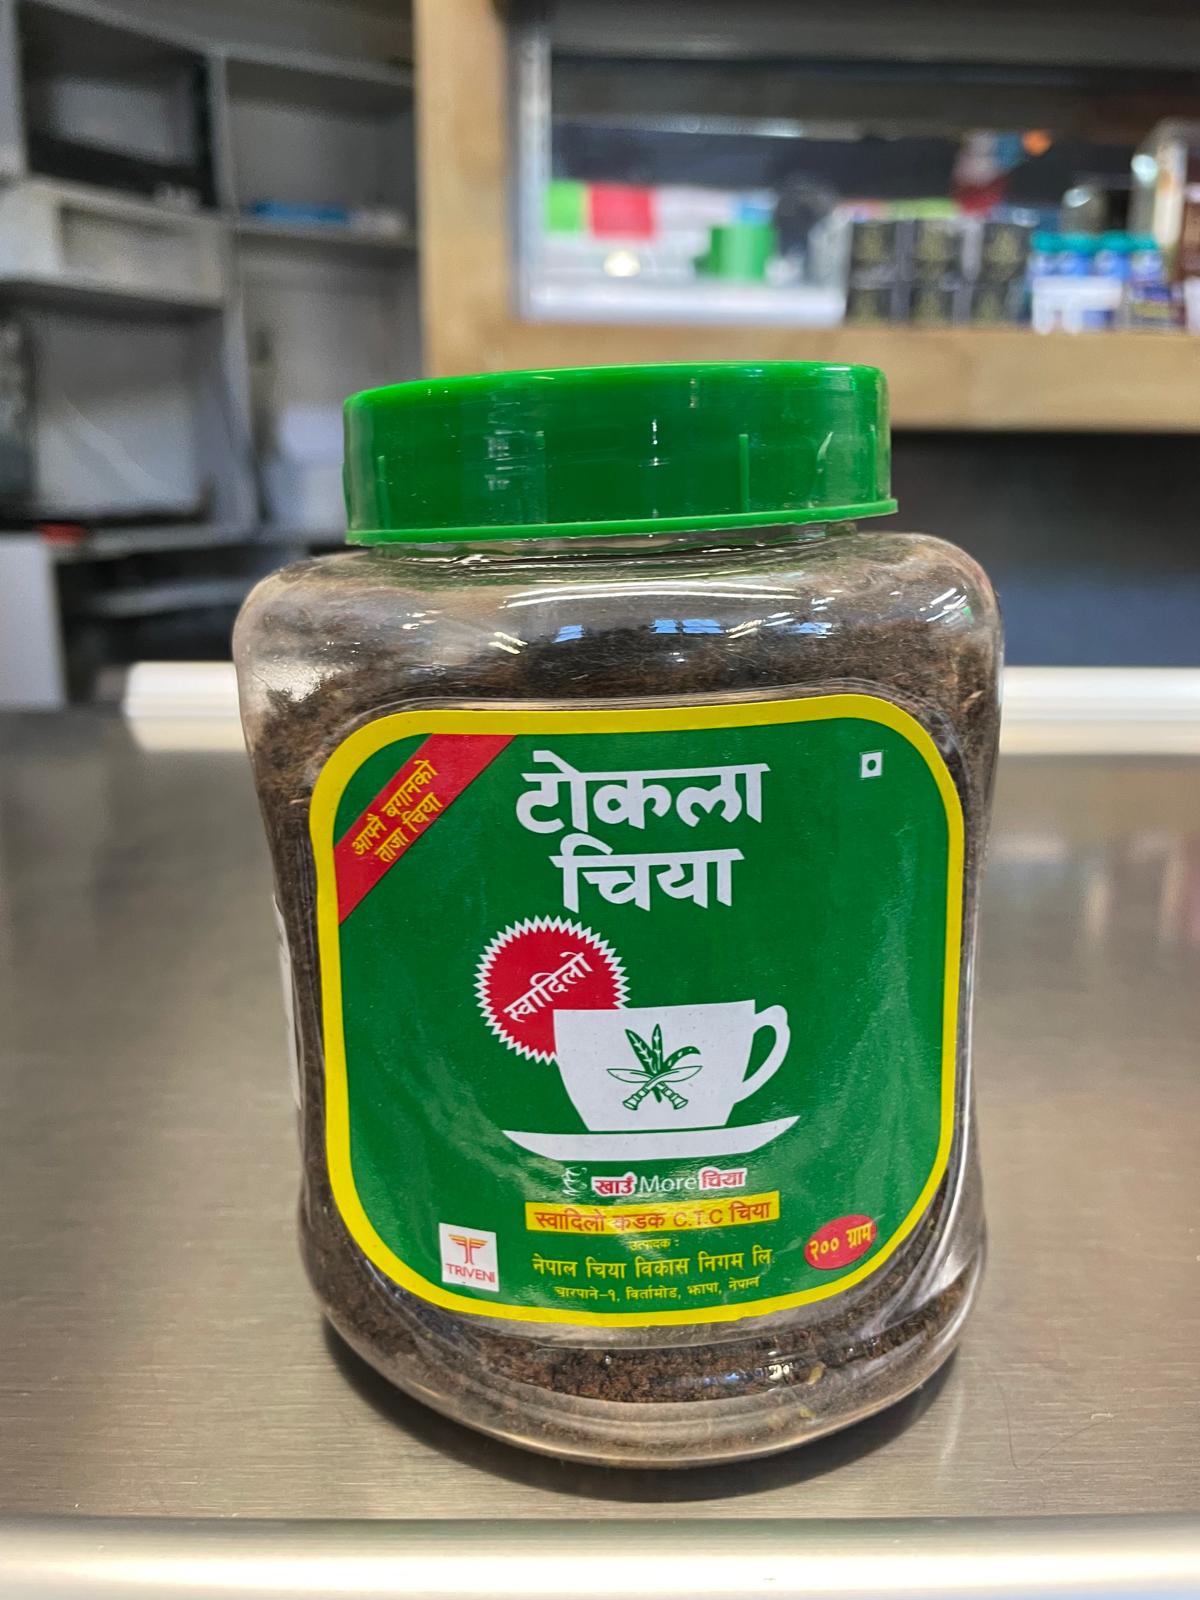 आफ्नै बगानको
ताजा चिया
टोकला
चिया
स्वादिलो
खाउँ More चिया
स्वादिलो कडक C.T.C चिया
उत्पादक :
नेपाल चिया विकास निगम लि
चारपाने-१, विर्तामोड, झापा, नेपाल
TRIVENI
२०० ग्राम